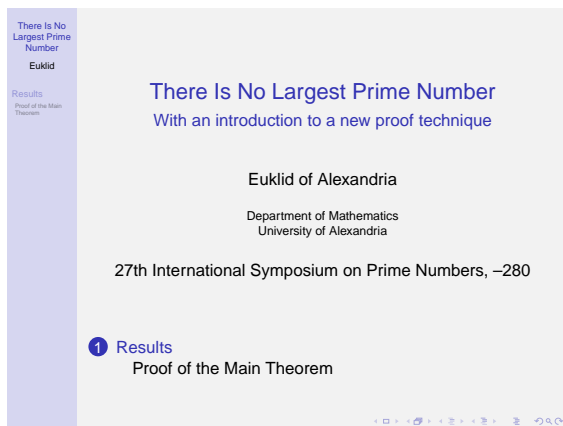 There Is No
Largest Prime
Number
Euklid
Results
Proof of the Main
Theorem
There Is No Largest Prime Number
With an introduction to a new proof technique
Euklid of Alexandria
Department of Mathematics
University of Alexandria
27th International Symposium on Prime Numbers, –280
1 Results
Proof of the Main Theorem